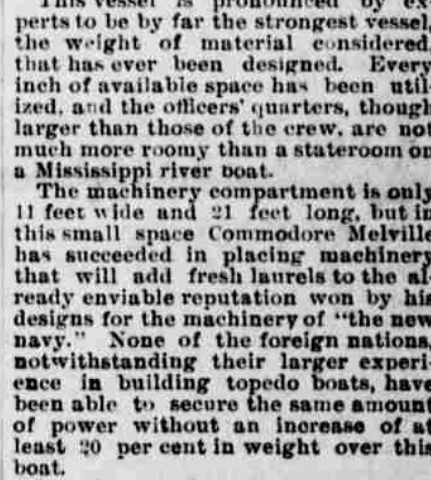 This vessel is pronounced by ex-
perts to be by far the strongest vessel,
the weight of material considered,
that has ever been designed. Every
inch of available space has been util-
ized, and the officers' quarters, though
larger than those of the crew, are not
much more roomy than a stateroom on
a Mississippi river boat.
The machinery compartment is only
11 feet wide and 21 feet long, but in
this small space Commodore Melville
has succeeded in placing machinery
that will add fresh laurels to the al-
ready enviable reputation won by his
designs for the machinery of "the new
navy." None of the foreign nations,
notwithstanding their larger experi-
ence in building topedo boats, have
been able to secure the same amount
of power without an increase of at
least 20 per cent in weight over this
boat.